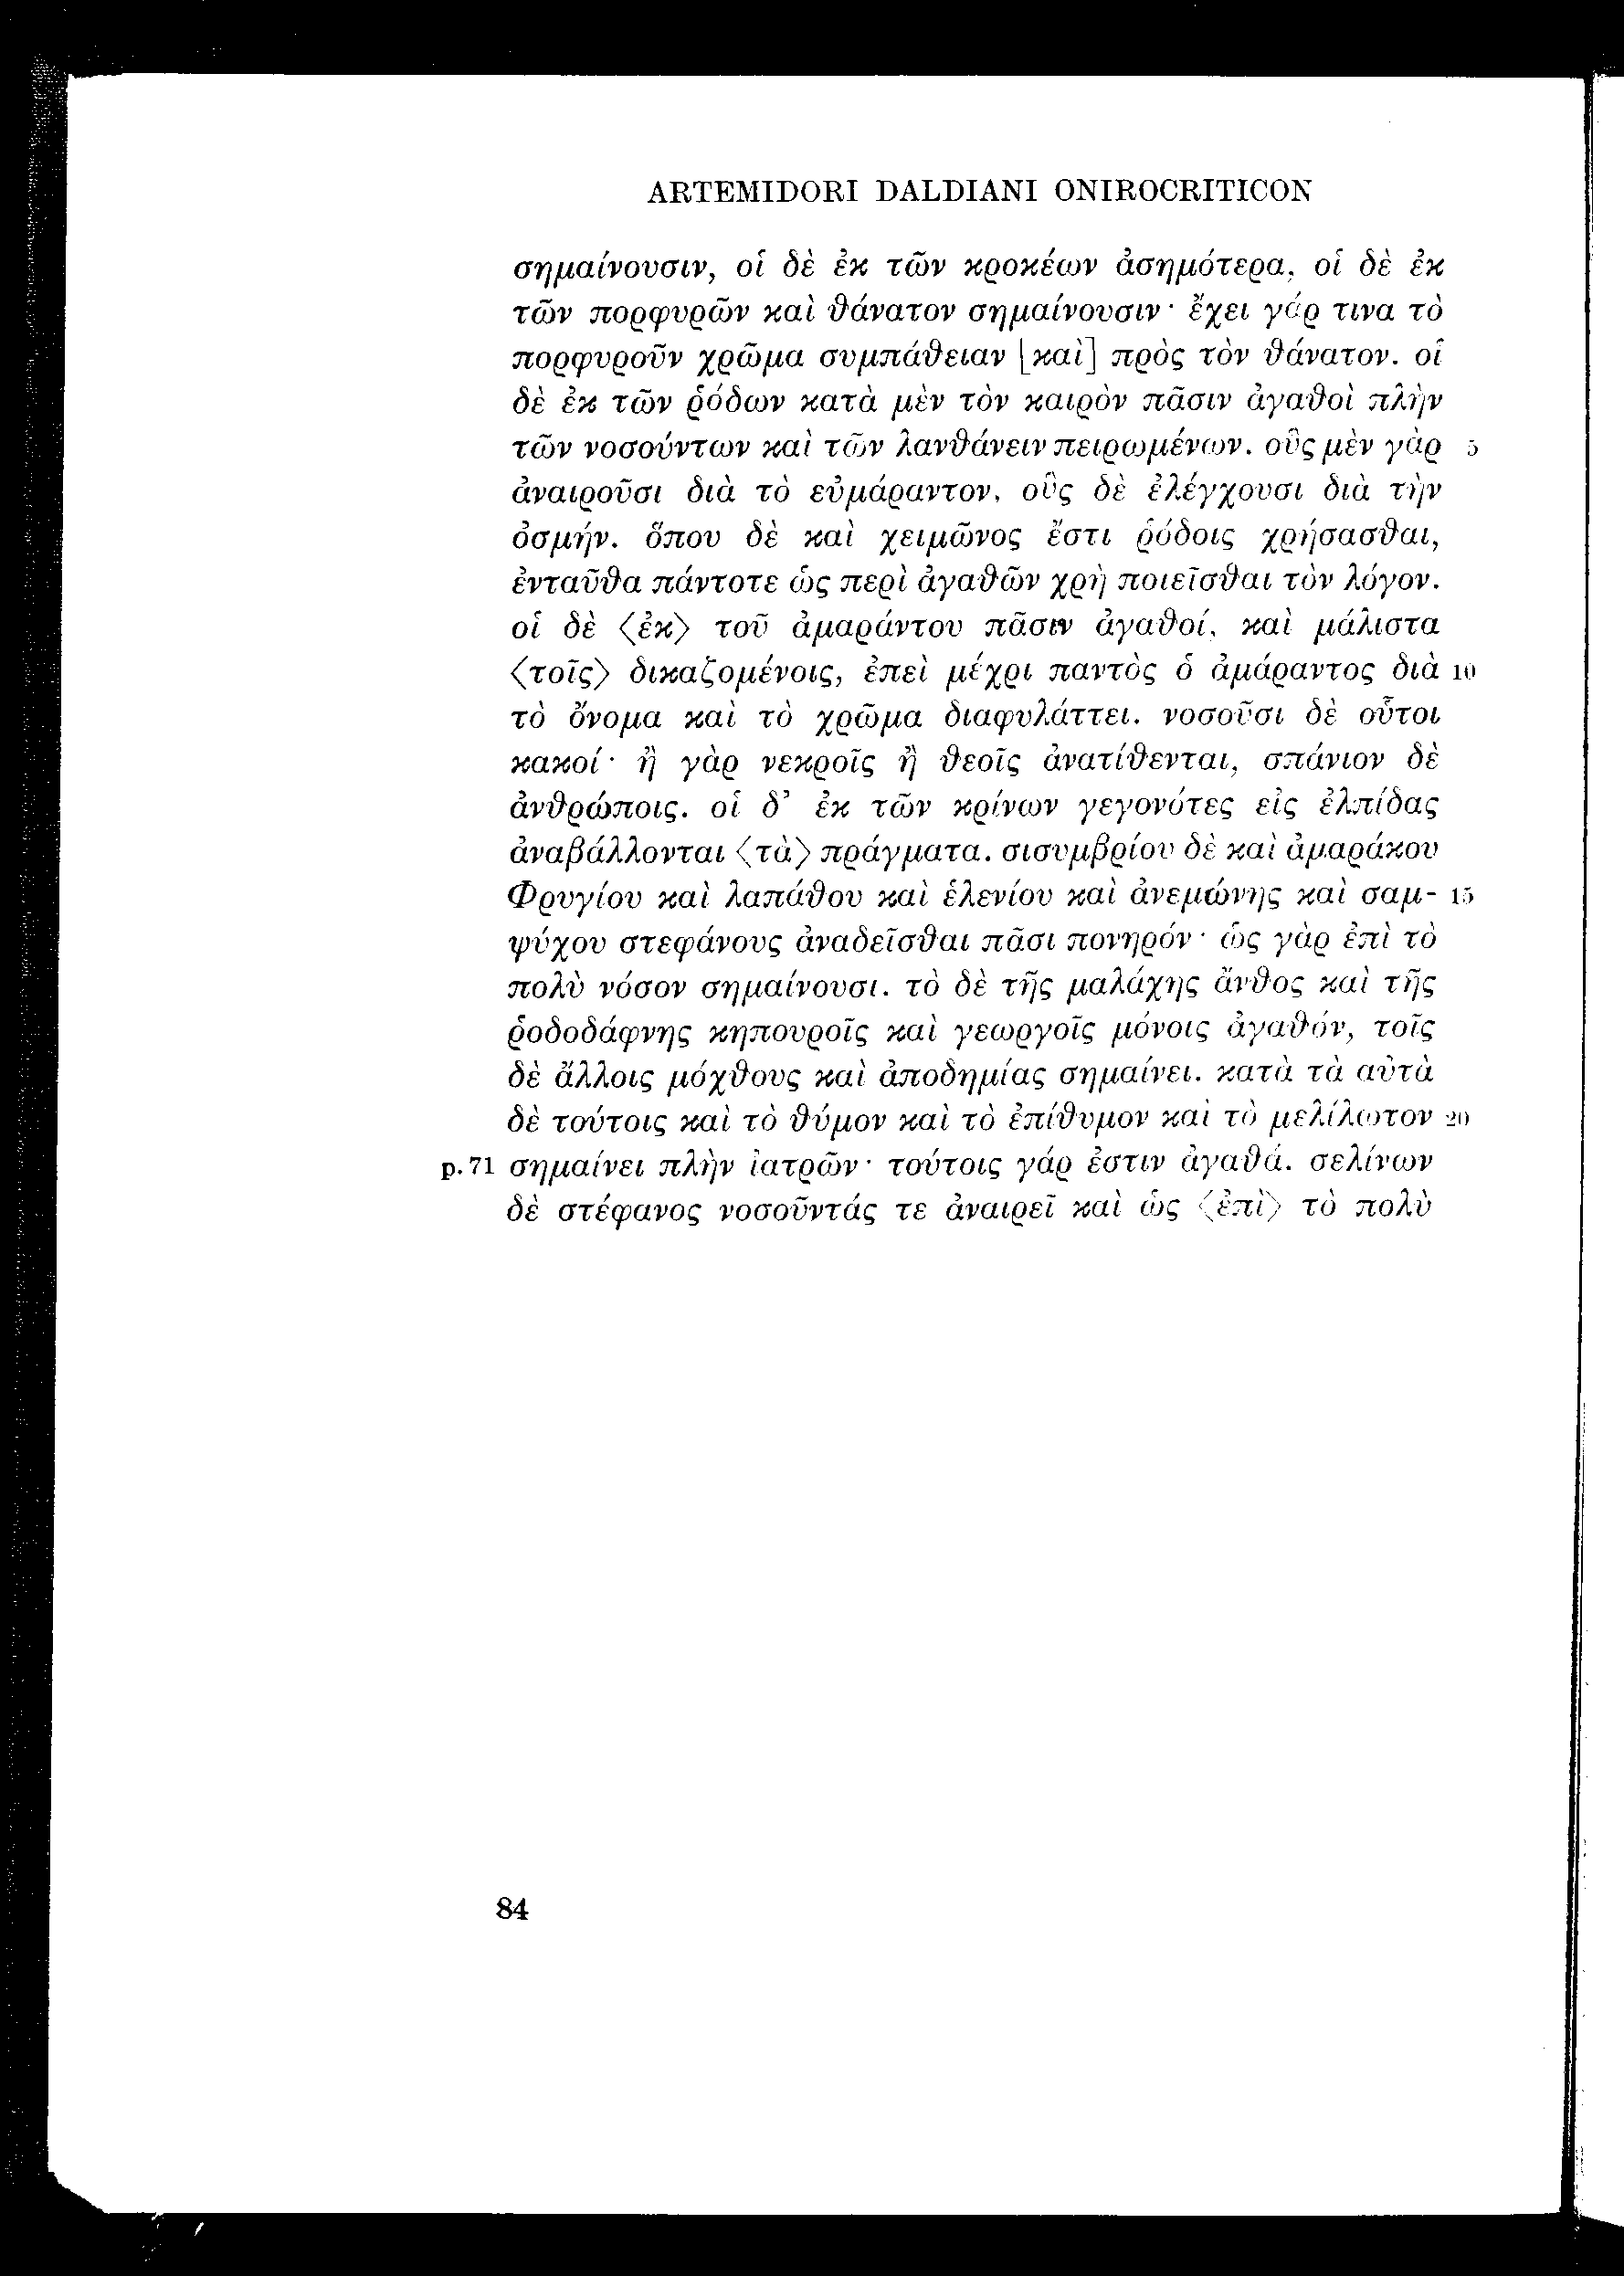 ARTEMIDORI DALDIANI ONIROCRITICON
σημαίνουσιν, οἱ δὲ ἐκ τῶν κροκέων ἀσημότερα, οἱ δὲ ἐκ
τῶν πορφυρῶν καὶ θάνατον σημαίνουσιν· ἔχει γάρ τινα τὸ
πορφυροῦν χρῶμα συμπάθειαν [καὶ] πρὸς τὸν θάνατον. οἱ
δὲ ἐκ τῶν ῥόδων κατὰ μὲν τὸν καιρὸν πᾶσιν ἀγαθοὶ πλὴν
τῶν νοσούντων καὶ τῶν λανθάνειν πειρωμένων. οὓς μὲν γὰρ 5
ἀναιροῦσι διὰ τὸ εὐμάραντον, οὓς δὲ ἐλέγχουσι διὰ τὴν
ὀσμήν. ὅπου δὲ καὶ χειμῶνος ἔστι ῥόδοις χρήσασθαι,
ἐνταῦθα πάντοτε ὡς περὶ ἀγαθῶν χρὴ ποιεῖσθαι τὸν λόγον.
οἱ δὲ ⟨ἐκ⟩ τοῦ ἀμαράντου πᾶσιν ἀγαθοί, καὶ μάλιστα
⟨τοῖς⟩ δικαζομένοις, ἐπεὶ μέχρι παντὸς ὁ ἀμάραντος διὰ 10
τὸ ὄνομα καὶ τὸ χρῶμα διαφυλάττει. νοσοῦσι δὲ οὗτοι
κακοί· ἢ γὰρ νεκροῖς ἢ θεοῖς ἀνατίθενται, σπάνιον δὲ
ἀνθρώποις. οἱ δ’ ἐκ τῶν κρίνων γεγονότες εἰς ἐλπίδας
ἀναβάλλονται ⟨τὰ⟩ πράγματα. σισυμβρίου δὲ καὶ ἀμαράκου
Φρυγίου καὶ λαπάθου καὶ ἑλενίου καὶ ἀνεμώνης καὶ σαμ- 15
ψύχου στεφάνους ἀναδεῖσθαι πᾶσι πονηρόν· ὡς γὰρ ἐπὶ τὸ
πολὺ νόσον σημαίνουσι. τὸ δὲ τῆς μαλάχης ἄνθος καὶ τῆς
ῥοδοδάφνης κηπουροῖς καὶ γεωργοῖς μόνοις ἀγαθόν, τοῖς
δὲ ἄλλοις μόχθους καὶ ἀποδημίας σημαίνει. κατὰ τὰ αὐτὰ
δὲ τούτοις καὶ τὸ θύμον καὶ τὸ ἐπίθυμον καὶ τὸ μελίλωτον 20
p. 71 σημαίνει πλὴν ἰατρῶν· τούτοις γάρ ἐστιν ἀγαθά. σελίνων
δὲ στέφανος νοσοῦντάς τε ἀναιρεῖ καὶ ὡς ⟨ἐπὶ⟩ τὸ πολὺ
84